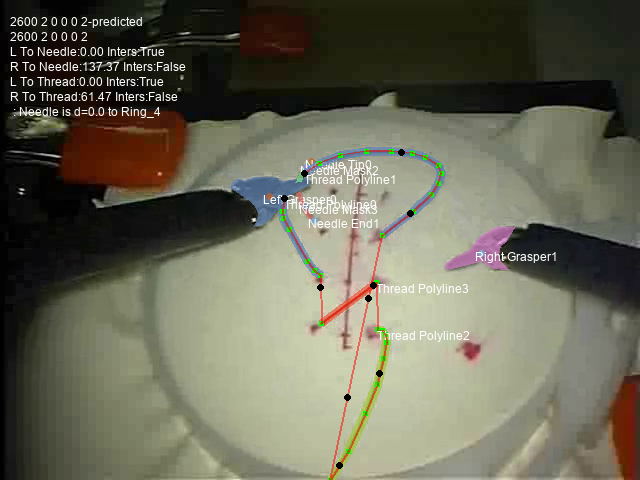 2600 2 0 0 0 2-predicted
2600 2 0 0 0 2
L To Needle:0.00 Inters:True
R To Needle:137.37 Inters:False
L To Thread:0.00 Inters:True
R To Thread:61.47 Inters:False
: Needle is d=0.0 to Ring_4
Needle Tip0
Needle Mask2
Thread Polyline1
Left Grasper0
Thread Polyline0
Needle Mask3
Needle End1
Right Grasper1
Thread Polyline3
Thread Polyline2